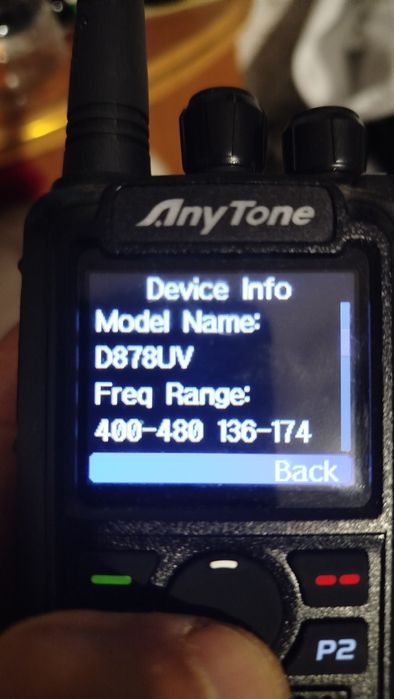 AnyTone
Device Info
Model Name:
D878UV
Freq Range:
400-480 136-174
Back
P2